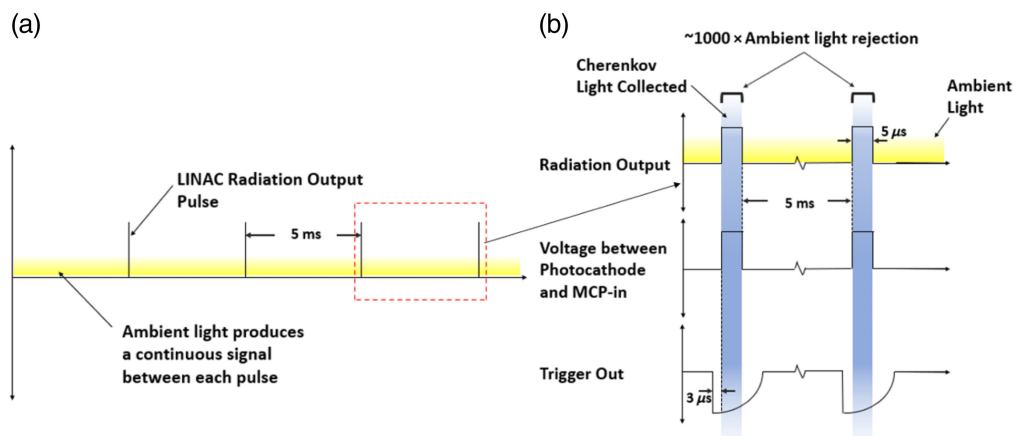 (a)
LINAC Radiation Output
Pulse
5 ms
Ambient light produces
a continuous signal
between each pulse
(b)
~1000 × Ambient light rejection
Cherenkov
Light Collected
Ambient
Light
5 μs
Radiation Output
5 ms
Voltage between
Photocathode
and MCP-in
Trigger Out
3 μs